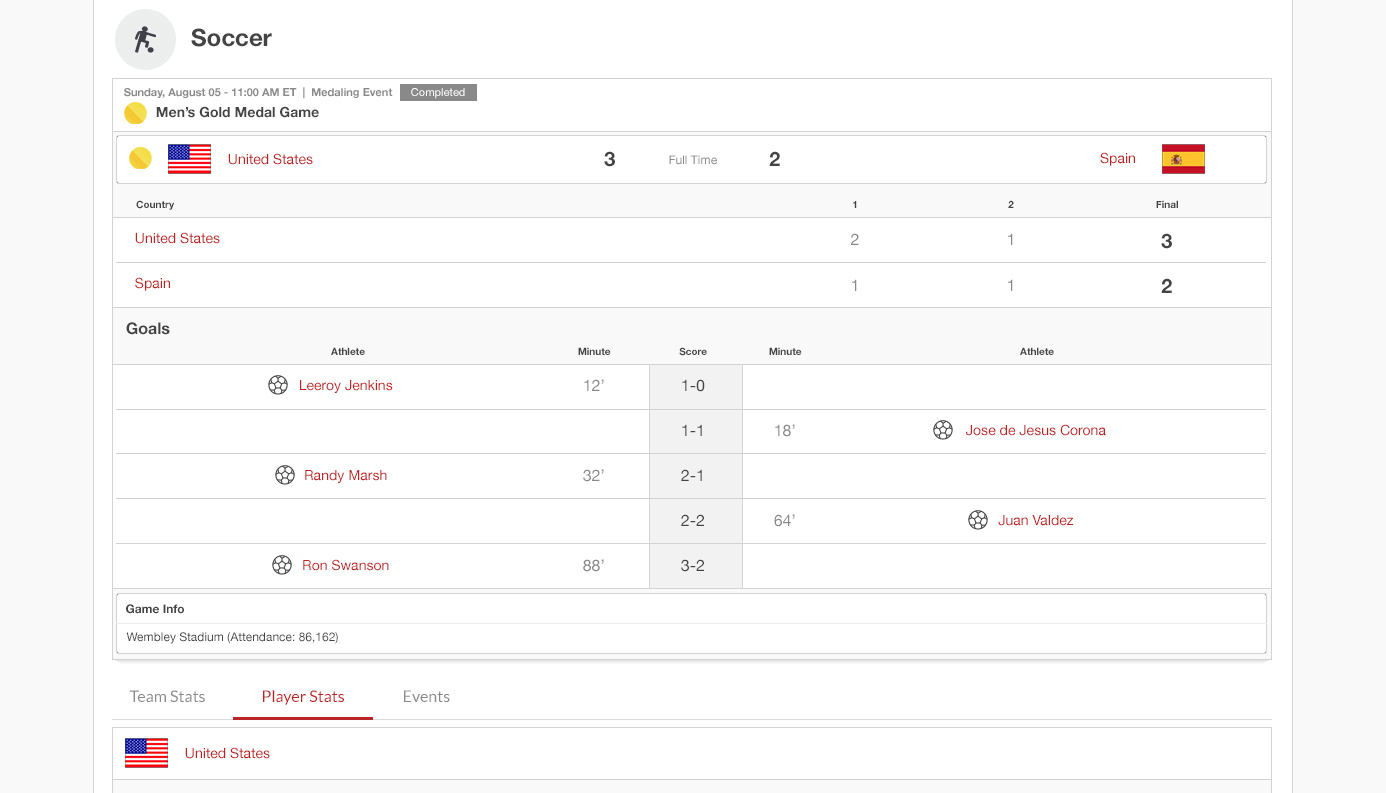 Soccer
Sunday, August 05 - 11:00 AM ET | Medaling Event Completed
Men’s Gold Medal Game
United States 3 Full Time 2 Spain
Country 1 2 Final
United States 2 1 3
Spain 1 1 2
Goals
Athlete Minute Score Minute Athlete
Leeroy Jenkins 12’ 1-0
1-1 18’ Jose de Jesus Corona
Randy Marsh 32’ 2-1
2-2 64’ Juan Valdez
Ron Swanson 88’ 3-2
Game Info
Wembley Stadium (Attendance: 86,162)
Team Stats Player Stats Events
United States